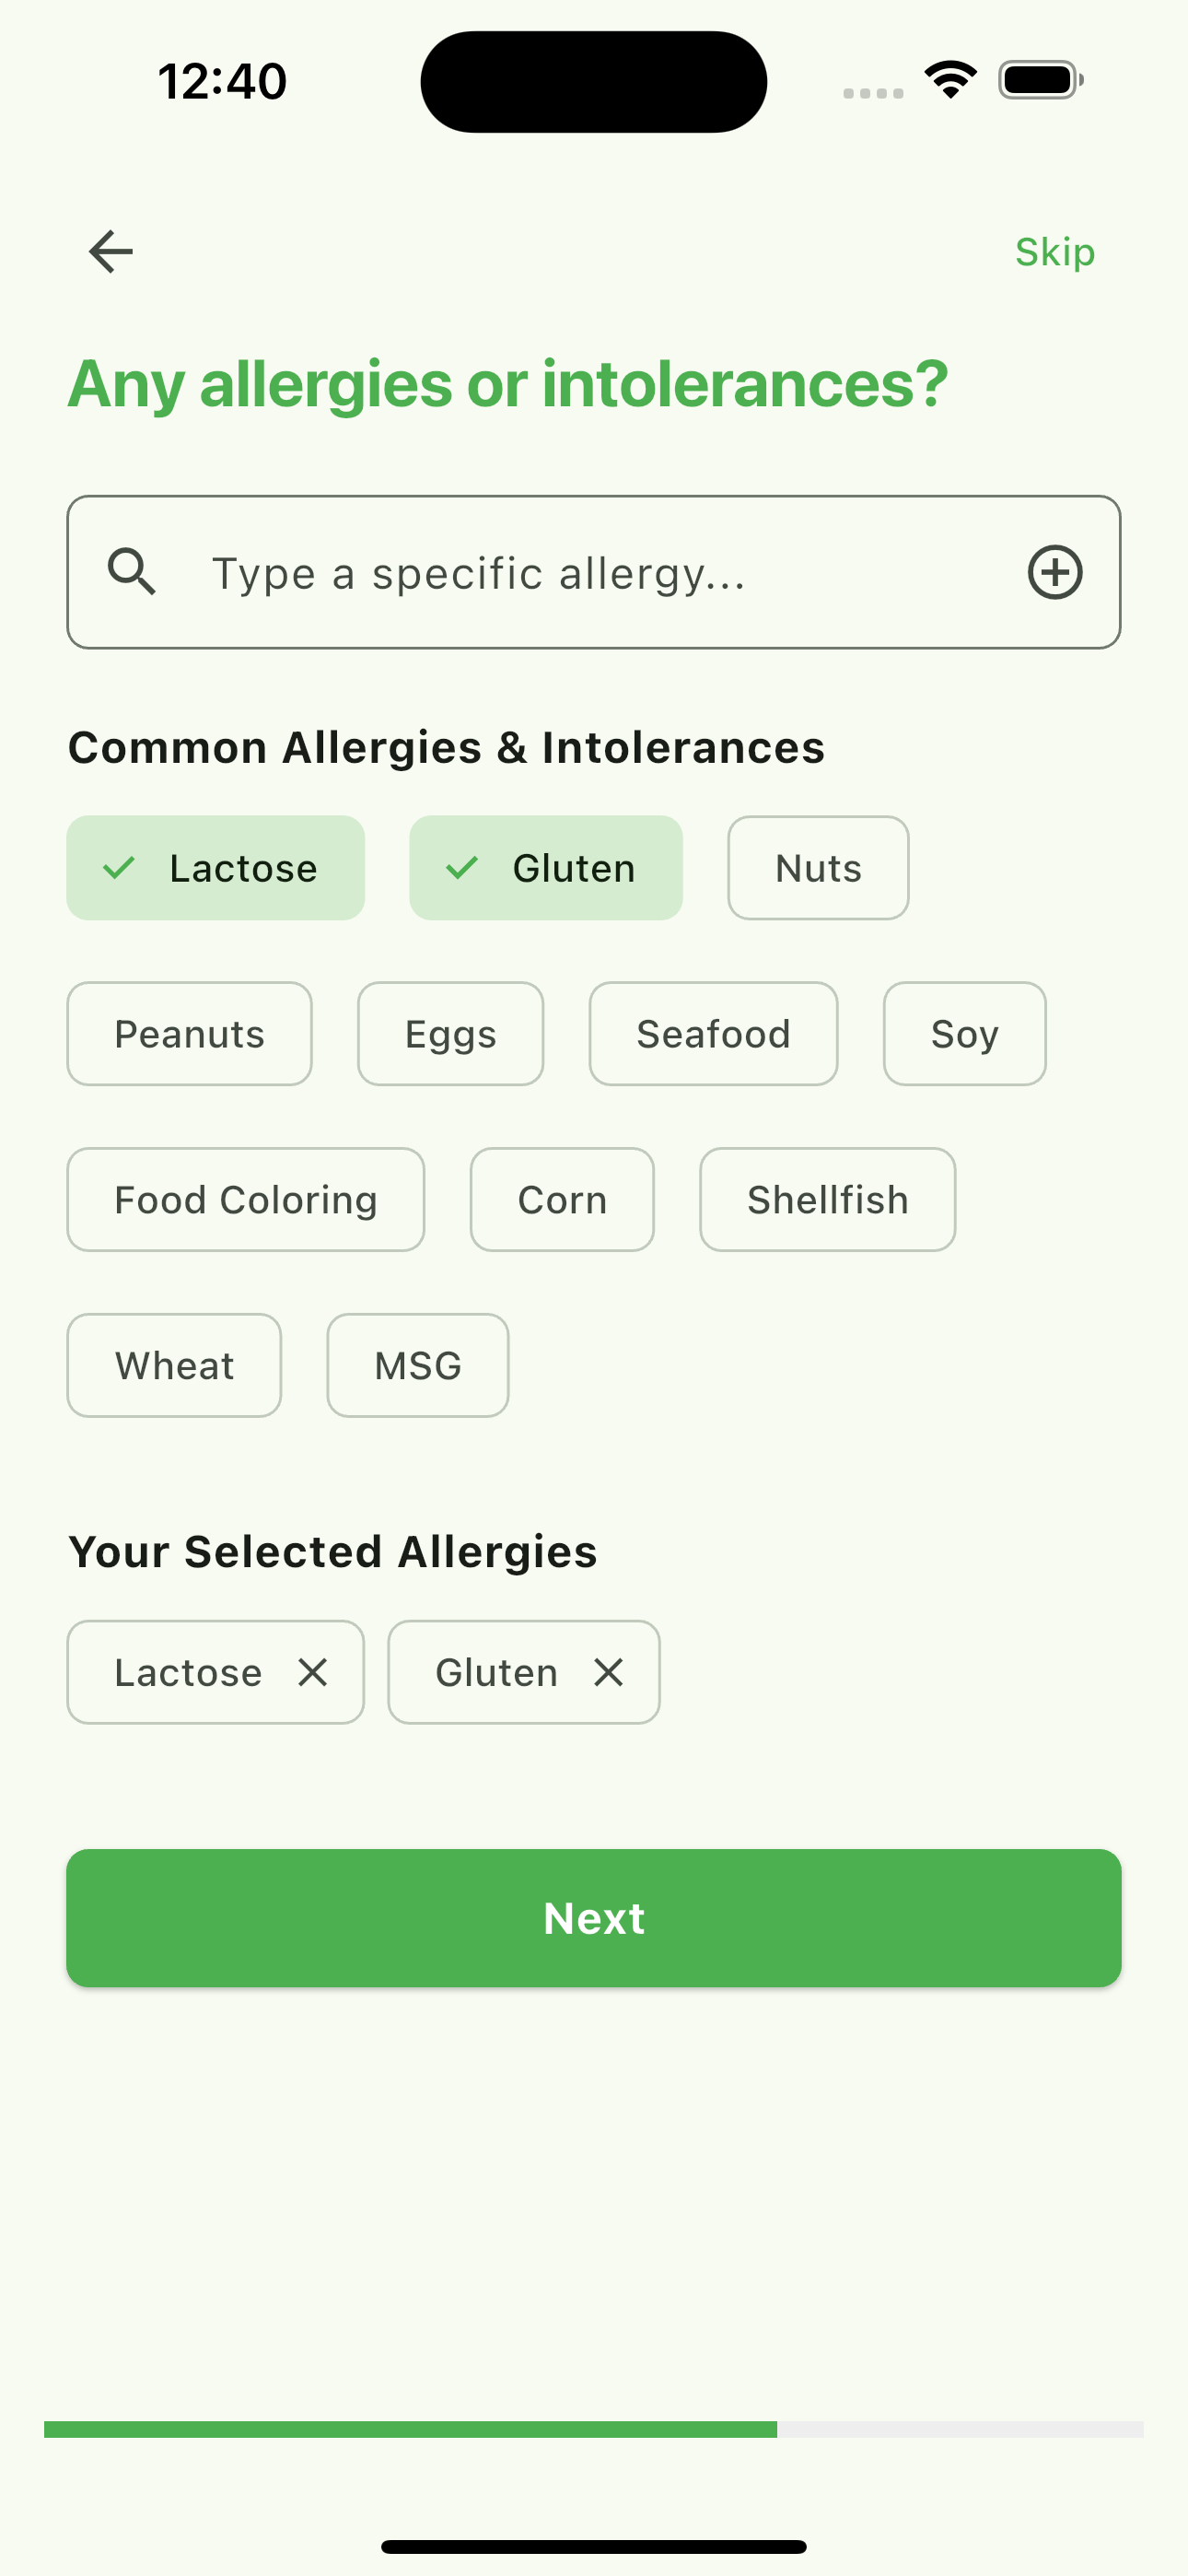 12:40
Skip
Any allergies or intolerances?
Type a specific allergy...
Common Allergies & Intolerances
Lactose Gluten Nuts
Peanuts Eggs Seafood Soy
Food Coloring Corn Shellfish
Wheat MSG
Your Selected Allergies
Lactose Gluten
Next